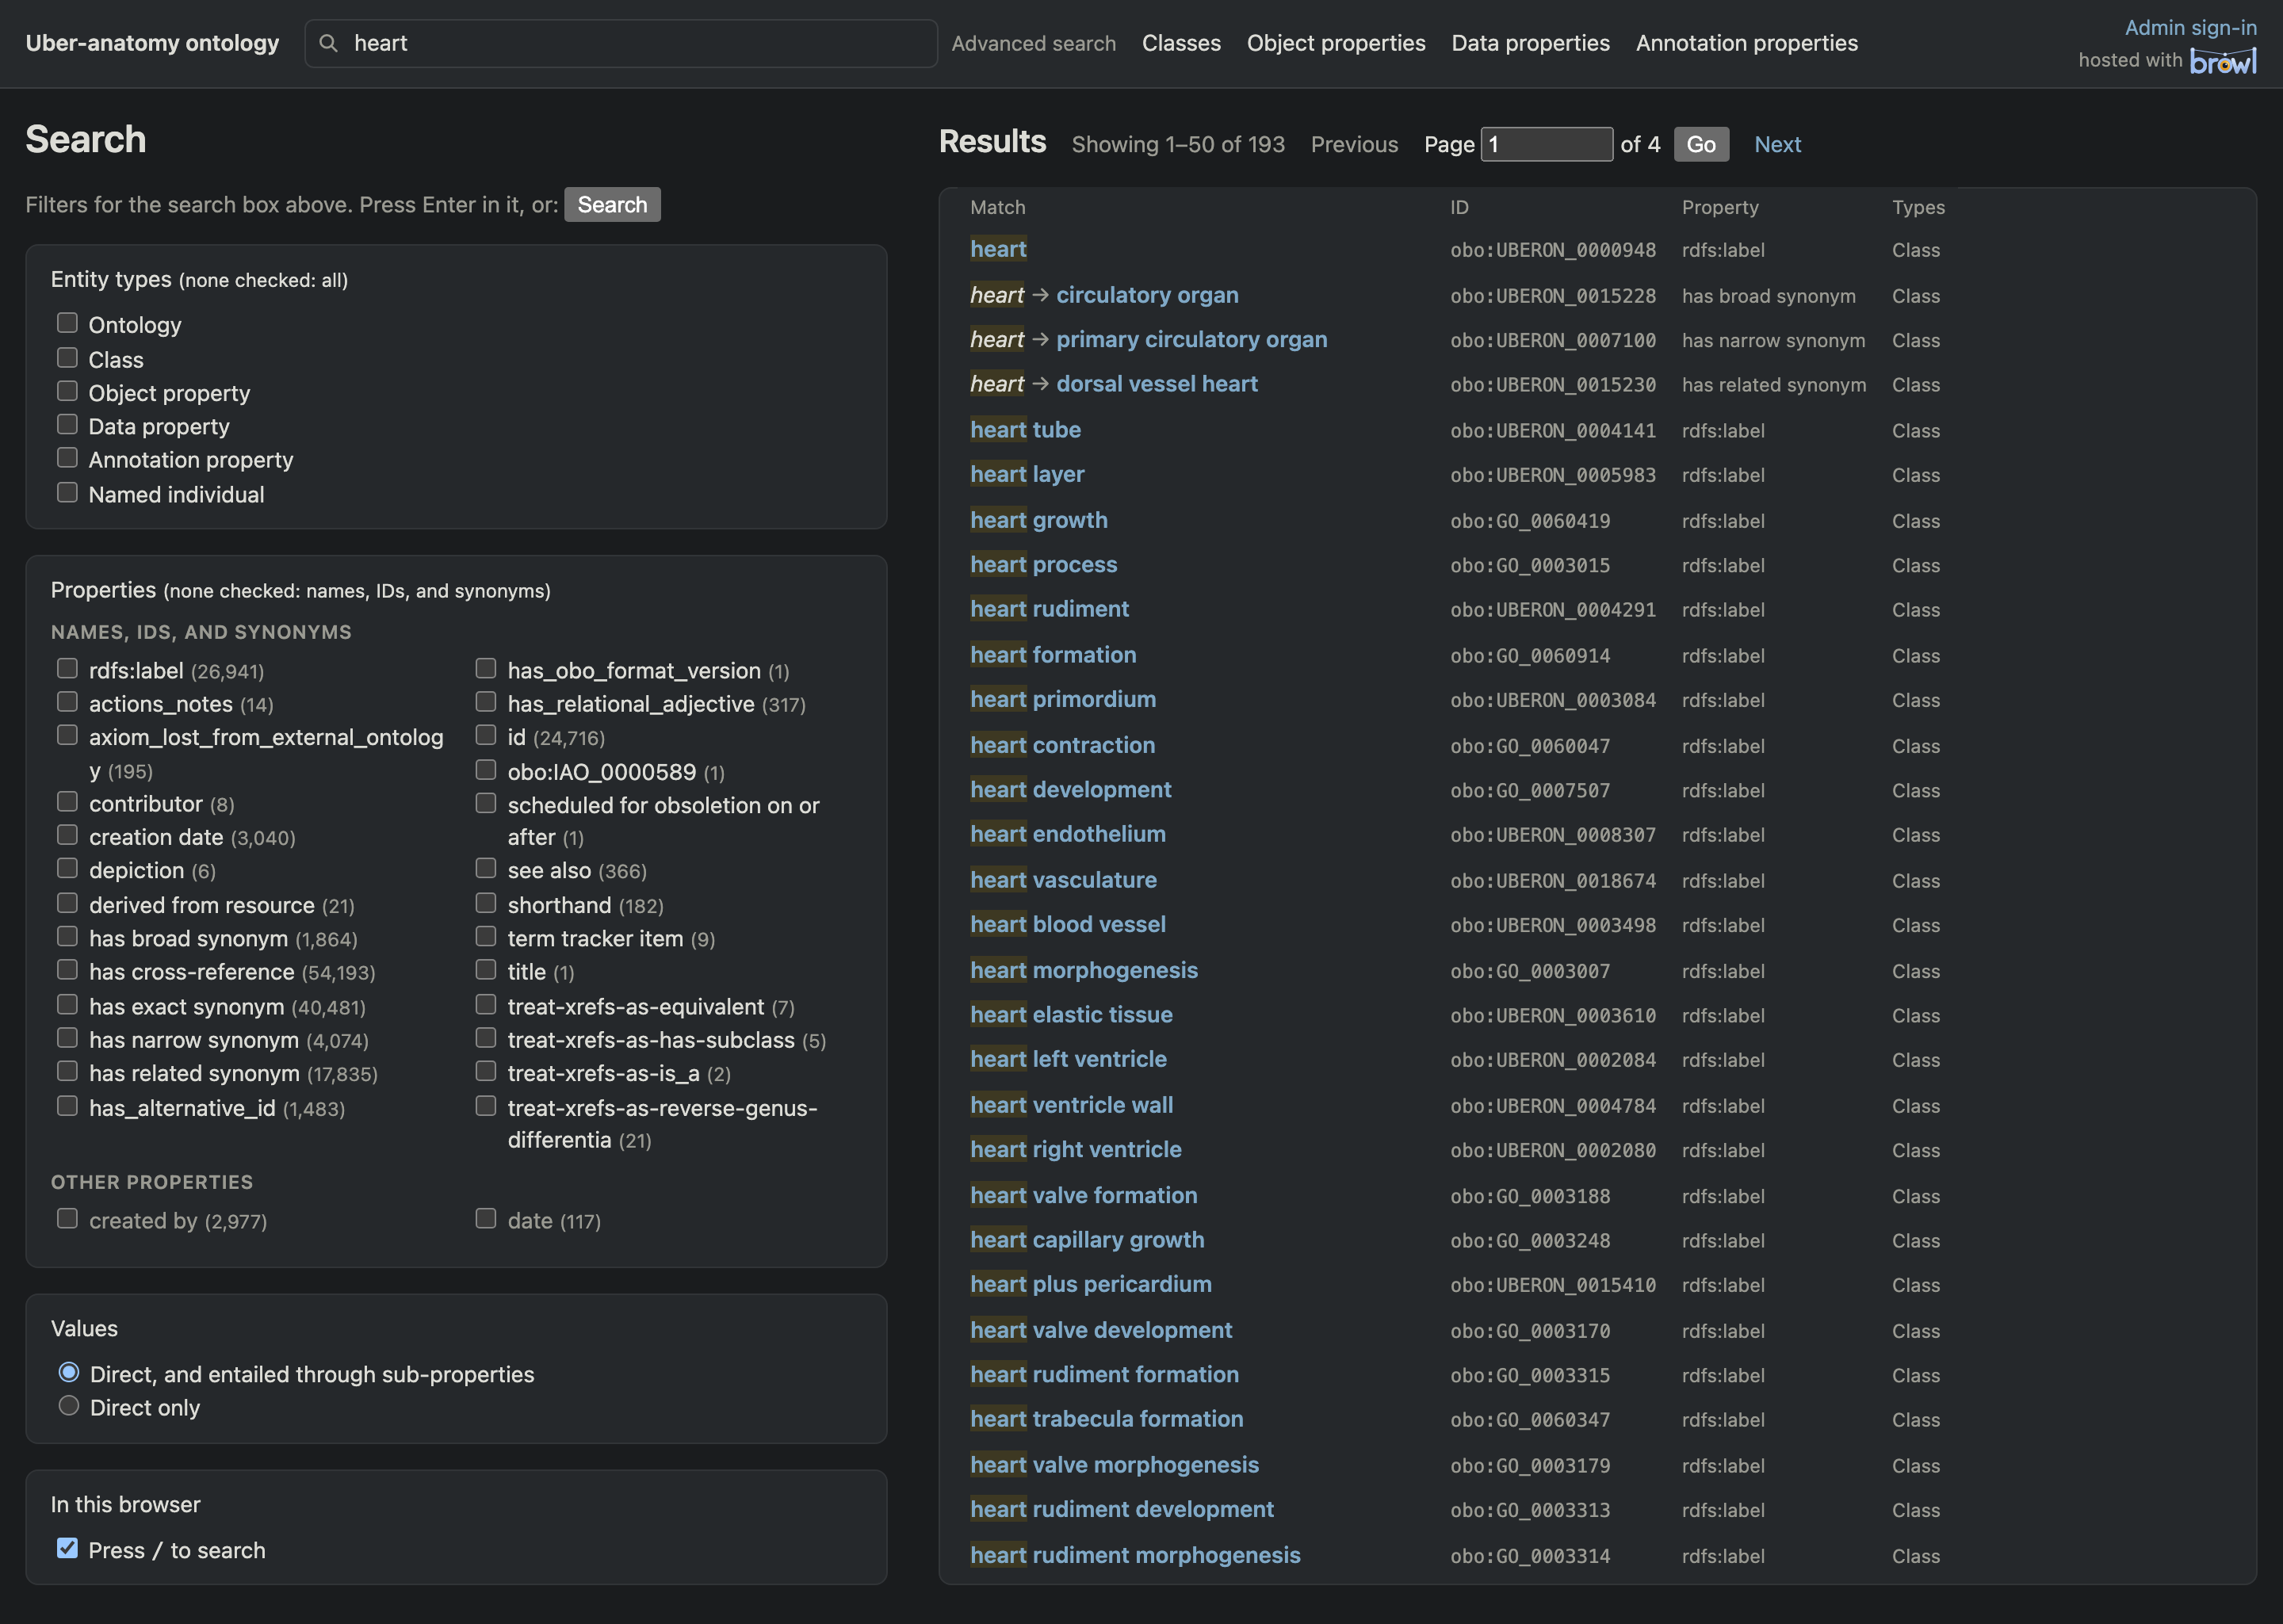 Uber-anatomy ontology
heart
Advanced search
Classes
Object properties
Data properties
Annotation properties
Admin sign-in
hosted with browl
Search
Filters for the search box above. Press Enter in it, or: Search
Entity types (none checked: all)
Ontology
Class
Object property
Data property
Annotation property
Named individual
Properties (none checked: names, IDs, and synonyms)
NAMES, IDS, AND SYNONYMS
rdfs:label (26,941)
actions_notes (14)
axiom_lost_from_external_ontolog
y (195)
contributor (8)
creation date (3,040)
depiction (6)
derived from resource (21)
has broad synonym (1,864)
has cross-reference (54,193)
has exact synonym (40,481)
has narrow synonym (4,074)
has related synonym (17,835)
has_alternative_id (1,483)
has_obo_format_version (1)
has_relational_adjective (317)
id (24,716)
obo:IAO_0000589 (1)
scheduled for obsoletion on or
after (1)
see also (366)
shorthand (182)
term tracker item (9)
title (1)
treat-xrefs-as-equivalent (7)
treat-xrefs-as-has-subclass (5)
treat-xrefs-as-is_a (2)
treat-xrefs-as-reverse-genus-
differentia (21)
OTHER PROPERTIES
created by (2,977)
date (117)
Values
Direct, and entailed through sub-properties
Direct only
In this browser
Press / to search
Results Showing 1–50 of 193 Previous Page 1 of 4 Go Next
Match ID Property Types
heart obo:UBERON_0000948 rdfs:label Class
heart → circulatory organ obo:UBERON_0015228 has broad synonym Class
heart → primary circulatory organ obo:UBERON_0007100 has narrow synonym Class
heart → dorsal vessel heart obo:UBERON_0015230 has related synonym Class
heart tube obo:UBERON_0004141 rdfs:label Class
heart layer obo:UBERON_0005983 rdfs:label Class
heart growth obo:GO_0060419 rdfs:label Class
heart process obo:GO_0003015 rdfs:label Class
heart rudiment obo:UBERON_0004291 rdfs:label Class
heart formation obo:GO_0060914 rdfs:label Class
heart primordium obo:UBERON_0003084 rdfs:label Class
heart contraction obo:GO_0060047 rdfs:label Class
heart development obo:GO_0007507 rdfs:label Class
heart endothelium obo:UBERON_0008307 rdfs:label Class
heart vasculature obo:UBERON_0018674 rdfs:label Class
heart blood vessel obo:UBERON_0003498 rdfs:label Class
heart morphogenesis obo:GO_0003007 rdfs:label Class
heart elastic tissue obo:UBERON_0003610 rdfs:label Class
heart left ventricle obo:UBERON_0002084 rdfs:label Class
heart ventricle wall obo:UBERON_0004784 rdfs:label Class
heart right ventricle obo:UBERON_0002080 rdfs:label Class
heart valve formation obo:GO_0003188 rdfs:label Class
heart capillary growth obo:GO_0003248 rdfs:label Class
heart plus pericardium obo:UBERON_0015410 rdfs:label Class
heart valve development obo:GO_0003170 rdfs:label Class
heart rudiment formation obo:GO_0003315 rdfs:label Class
heart trabecula formation obo:GO_0060347 rdfs:label Class
heart valve morphogenesis obo:GO_0003179 rdfs:label Class
heart rudiment development obo:GO_0003313 rdfs:label Class
heart rudiment morphogenesis obo:GO_0003314 rdfs:label Class